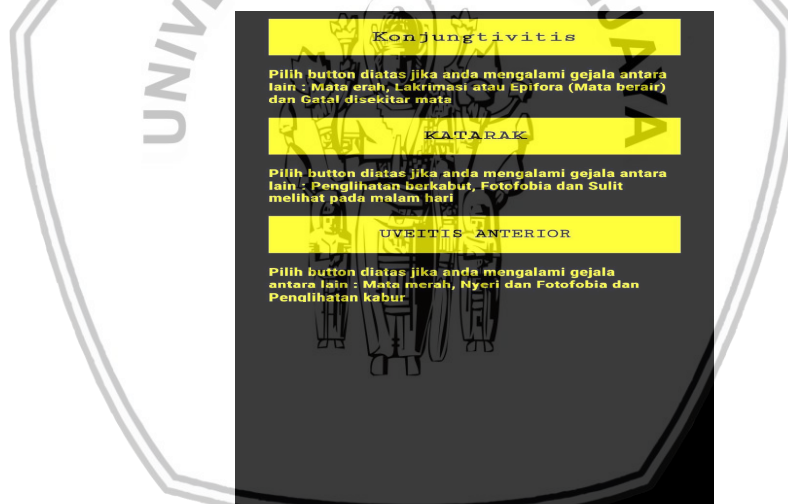 Konjungtivitis
Pilih button diatas jika anda mengalami gejala antara
lain : Mata erah, Lakrimasi atau Epifora (Mata berair)
dan Gatal disekitar mata
KATARAK
Pilih button diatas jika anda mengalami gejala antara
lain : Penglihatan berkabut, Fotofobia dan Sulit
melihat pada malam hari
UVEITIS ANTERIOR
Pilih button diatas jika anda mengalami gejala
antara lain : Mata merah, Nyeri dan Fotofobia dan
Penglihatan kabur